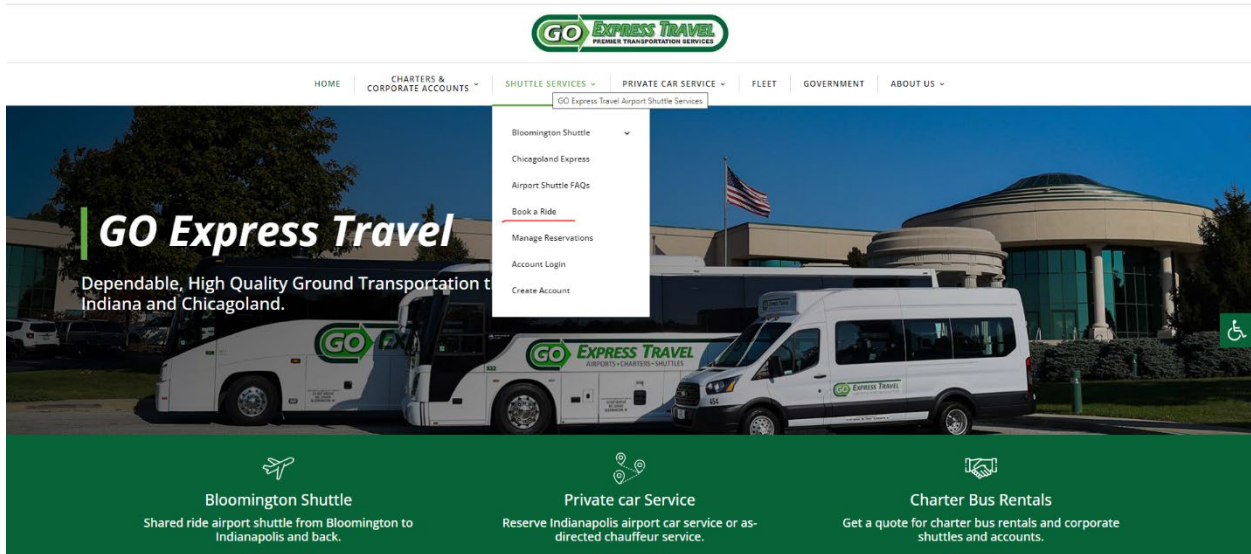 GO EXPRESS TRAVEL
PREMIER TRANSPORTATION SERVICES
HOME
CHARTERS &
CORPORATE ACCOUNTS
SHUTTLE SERVICES
PRIVATE CAR SERVICE
FLEET
GOVERNMENT
ABOUT US
GO Express Travel Airport Shuttle Services
Bloomington Shuttle
Chicagoland Express
Airport Shuttle FAQs
Book a Ride
Manage Reservations
Account Login
Create Account
GO Express Travel
Dependable, High Quality Ground Transportation t
Indiana and Chicagoland.
GO EX
GO EXPRESS TRAVEL
AIRPORTS • CHARTERS • SHUTTLES
GO EXPRESS TRAVEL
454
Bloomington Shuttle
Shared ride airport shuttle from Bloomington to
Indianapolis and back.
Private car Service
Reserve Indianapolis airport car service or as-
directed chauffeur service.
Charter Bus Rentals
Get a quote for charter bus rentals and corporate
shuttles and accounts.